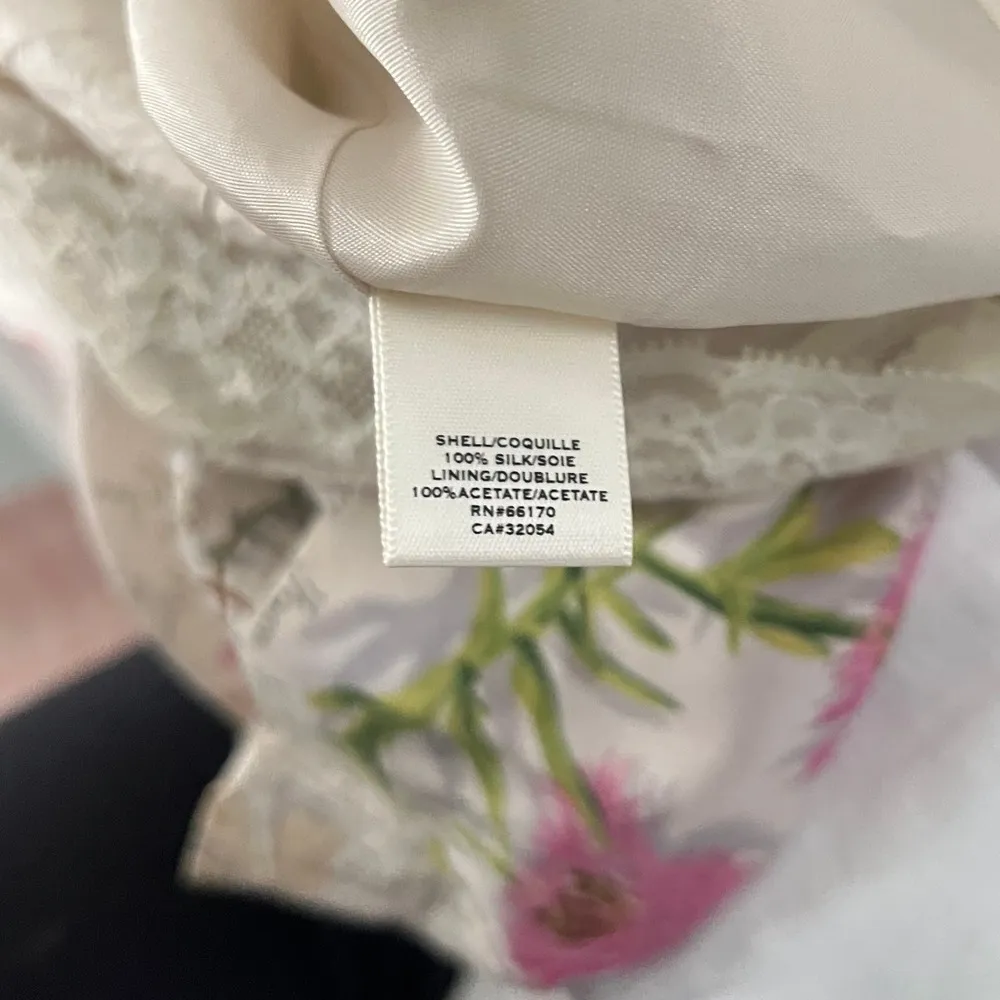 SHELL/COQUILLE
100% SILK/SOIE
LINING/DOUBLURE
100%ACETATE/ACETATE
RN#66170
CA#32054